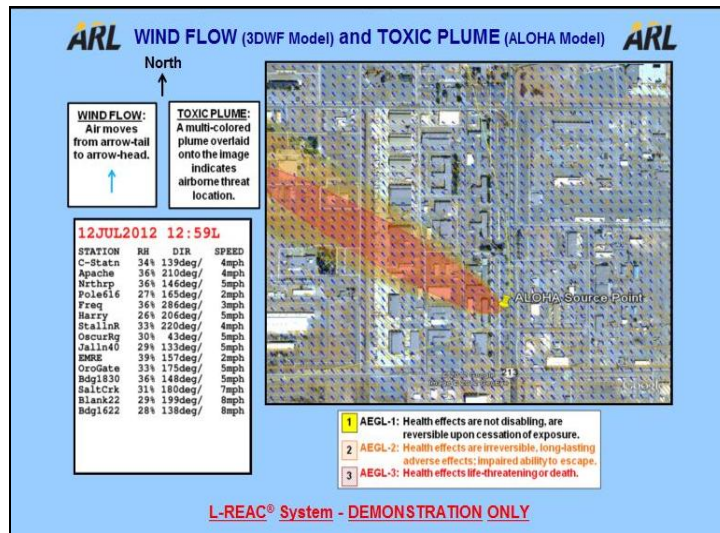 ARL WIND FLOW (3DWF Model) and TOXIC PLUME (ALOHA Model) ARL
North
WIND FLOW:
Air moves
from arrow-tail
to arrow-head.
TOXIC PLUME:
A multi-colored
plume overlaid
onto the image
indicates
airborne threat
location.
12JUL2012 12:59L
STATION RH DIR SPEED
C-Statn 34% 139deg/ 4mph
Apache 36% 210deg/ 4mph
Nrthrp 36% 146deg/ 5mph
Pole616 27% 165deg/ 2mph
Freq 36% 286deg/ 3mph
Harry 26% 206deg/ 5mph
StallnR 33% 220deg/ 4mph
OscurRg 30% 43deg/ 5mph
Jalln40 29% 133deg/ 5mph
EMRE 39% 157deg/ 2mph
OroGate 33% 175deg/ 5mph
Bdg1830 36% 148deg/ 5mph
SaltCrk 31% 180deg/ 7mph
Blank22 29% 199deg/ 8mph
Bdg1622 28% 138deg/ 8mph
ALOHA Source Point
13
Google
1 AEGL-1: Health effects are not disabling, are
reversible upon cessation of exposure.
2 AEGL-2: Health effects are irreversible, long-lasting
adverse effects; impaired ability to escape.
3 AEGL-3: Health effects life-threatening or death.
L-REAC® System - DEMONSTRATION ONLY